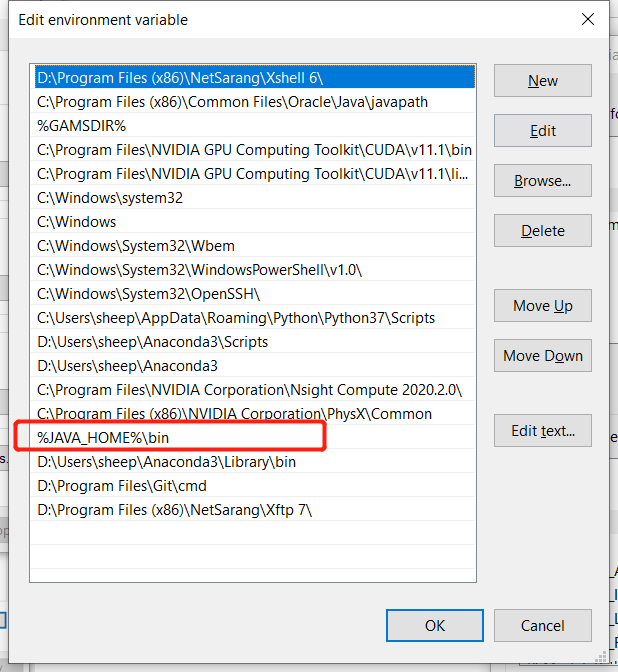 Edit environment variable
D:\Program Files (x86)\NetSarang\Xshell 6\
C:\Program Files (x86)\Common Files\Oracle\Java\javapath
%GAMSDIR%
C:\Program Files\NVIDIA GPU Computing Toolkit\CUDA\v11.1\bin
C:\Program Files\NVIDIA GPU Computing Toolkit\CUDA\v11.1\li...
C:\Windows\system32
C:\Windows
C:\Windows\System32\Wbem
C:\Windows\System32\WindowsPowerShell\v1.0\
C:\Windows\System32\OpenSSH\
C:\Users\sheep\AppData\Roaming\Python\Python37\Scripts
D:\Users\sheep\Anaconda3\Scripts
D:\Users\sheep\Anaconda3
C:\Program Files\NVIDIA Corporation\Nsight Compute 2020.2.0\
C:\Program Files (x86)\NVIDIA Corporation\PhysX\Common
%JAVA_HOME%\bin
D:\Users\sheep\Anaconda3\Library\bin
D:\Program Files\Git\cmd
D:\Program Files (x86)\NetSarang\Xftp 7\
New
Edit
Browse...
Delete
Move Up
Move Down
Edit text...
OK
Cancel